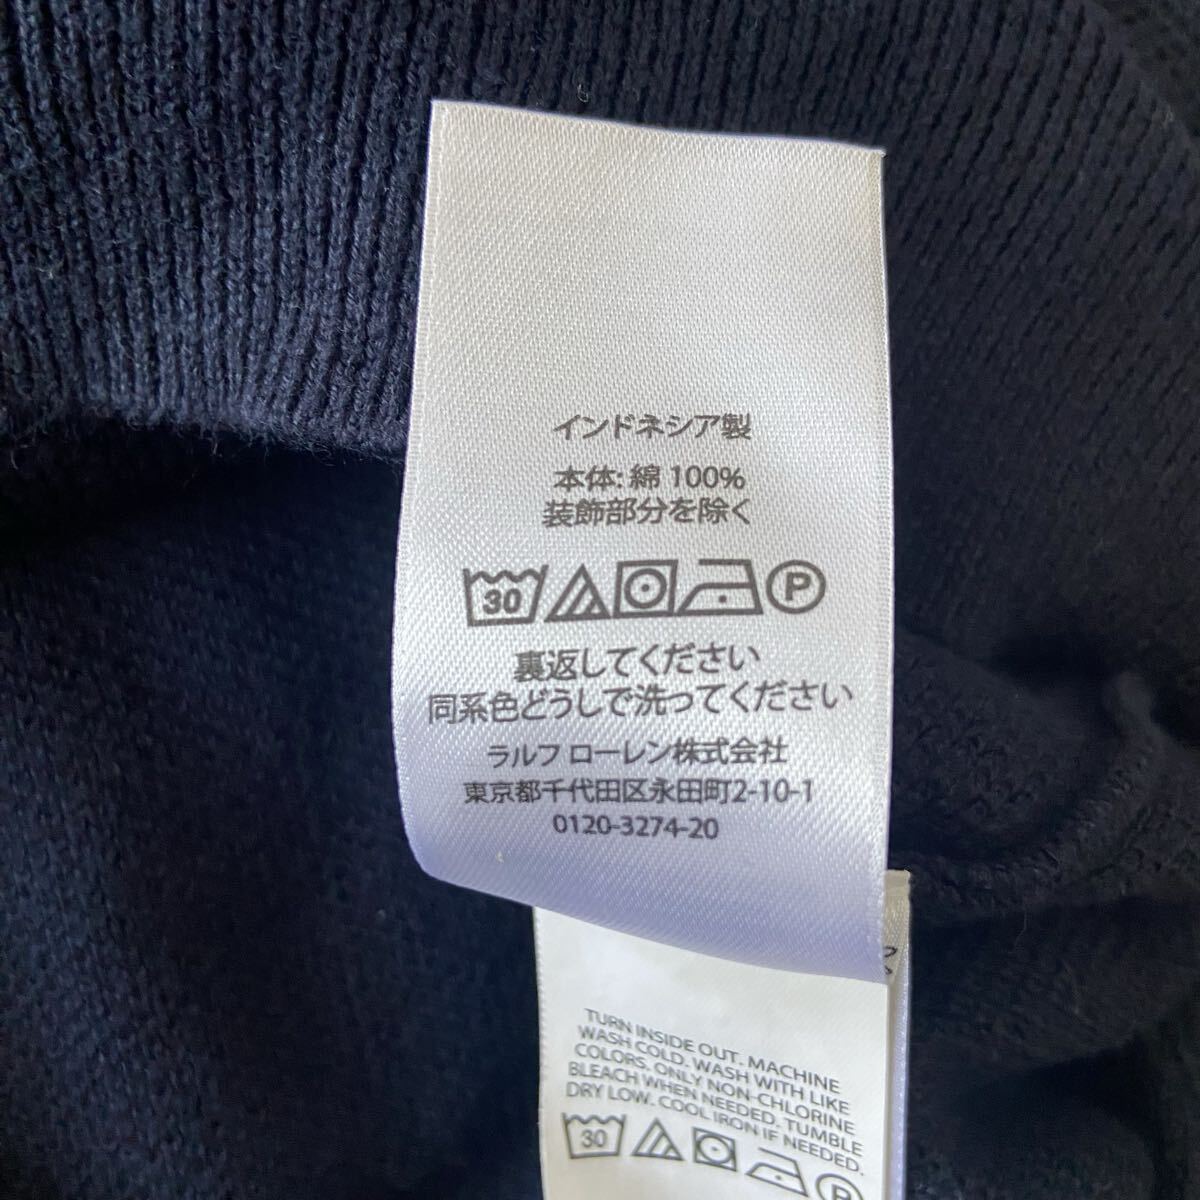 インドネシア製
本体: 綿 100%
装飾部分を除く
30 P
裏返してください
同系色どうしで洗ってください
ラルフ ローレン株式会社
東京都千代田区永田町2-10-1
0120-3274-20
TURN INSIDE OUT. MACHINE
WASH COLD. WASH WITH LIKE
COLORS. ONLY NON-CHLORINE
BLEACH WHEN NEEDED. TUMBLE
DRY LOW. COOL IRON IF NEEDED.
30 P